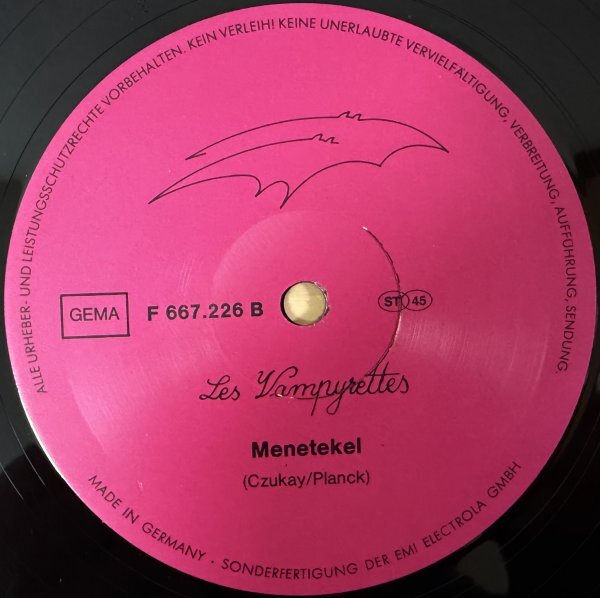 ALLE URHEBER- UND LEISTUNGSSCHUTZRECHTE VORBEHALTEN. KEIN VERLEIH! KEINE UNERLAUBTE VERVIELFÄLTIGUNG, VERBREITUNG, AUFFÜHRUNG, SENDUNG.
GEMA
F 667.226 B
ST 45
Les Vampyrettes
Menetekel
(Czukay/Planck)
MADE IN GERMANY · SONDERFERTIGUNG DER EMI ELECTROLA GMBH